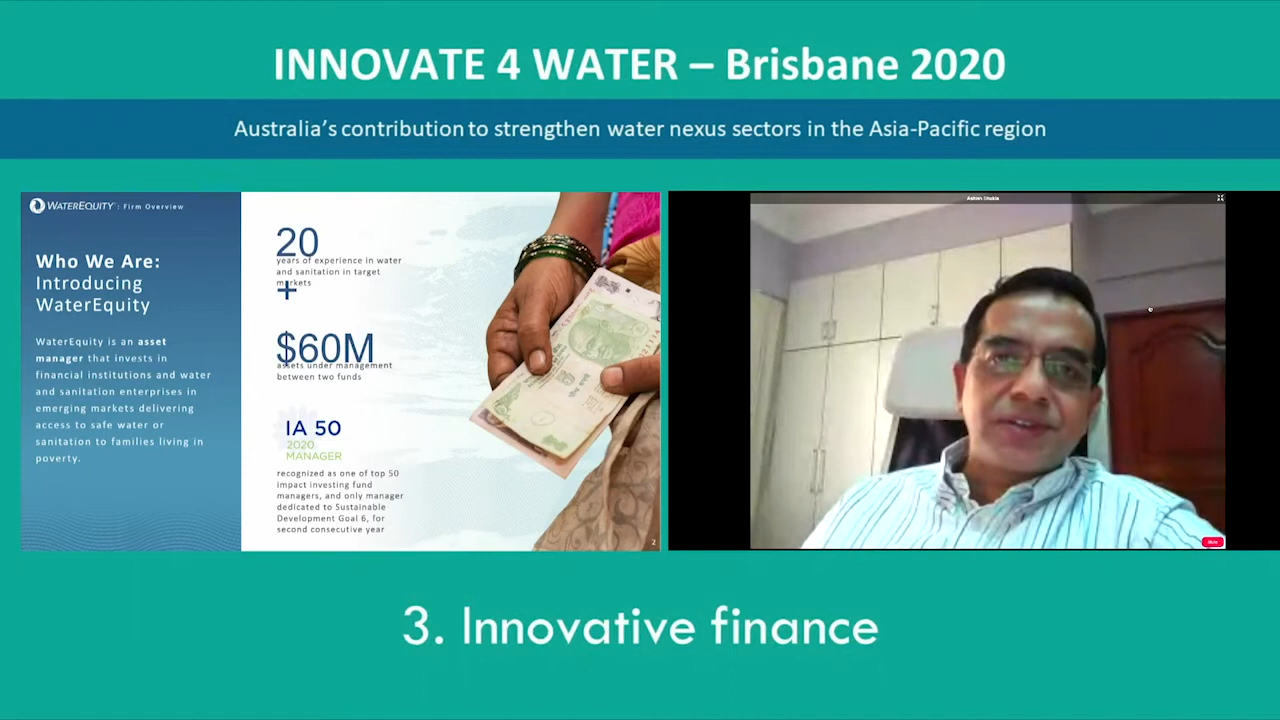 INNOVATE 4 WATER – Brisbane 2020
Australia's contribution to strengthen water nexus sectors in the Asia-Pacific region
WATEREQUITY : Firm Overview
Who We Are:
Introducing
WaterEquity
WaterEquity is an asset
manager that invests in
financial institutions and water
and sanitation enterprises in
emerging markets delivering
access to safe water or
sanitation to families living in
poverty.
20
years of experience in water
and sanitation in target
markets
+
$60M
assets under management
between two funds
IA 50
2020
MANAGER
recognized as one of top 50
impact investing fund
managers, and only manager
dedicated to Sustainable
Development Goal 6, for
second consecutive year
2
3. Innovative finance